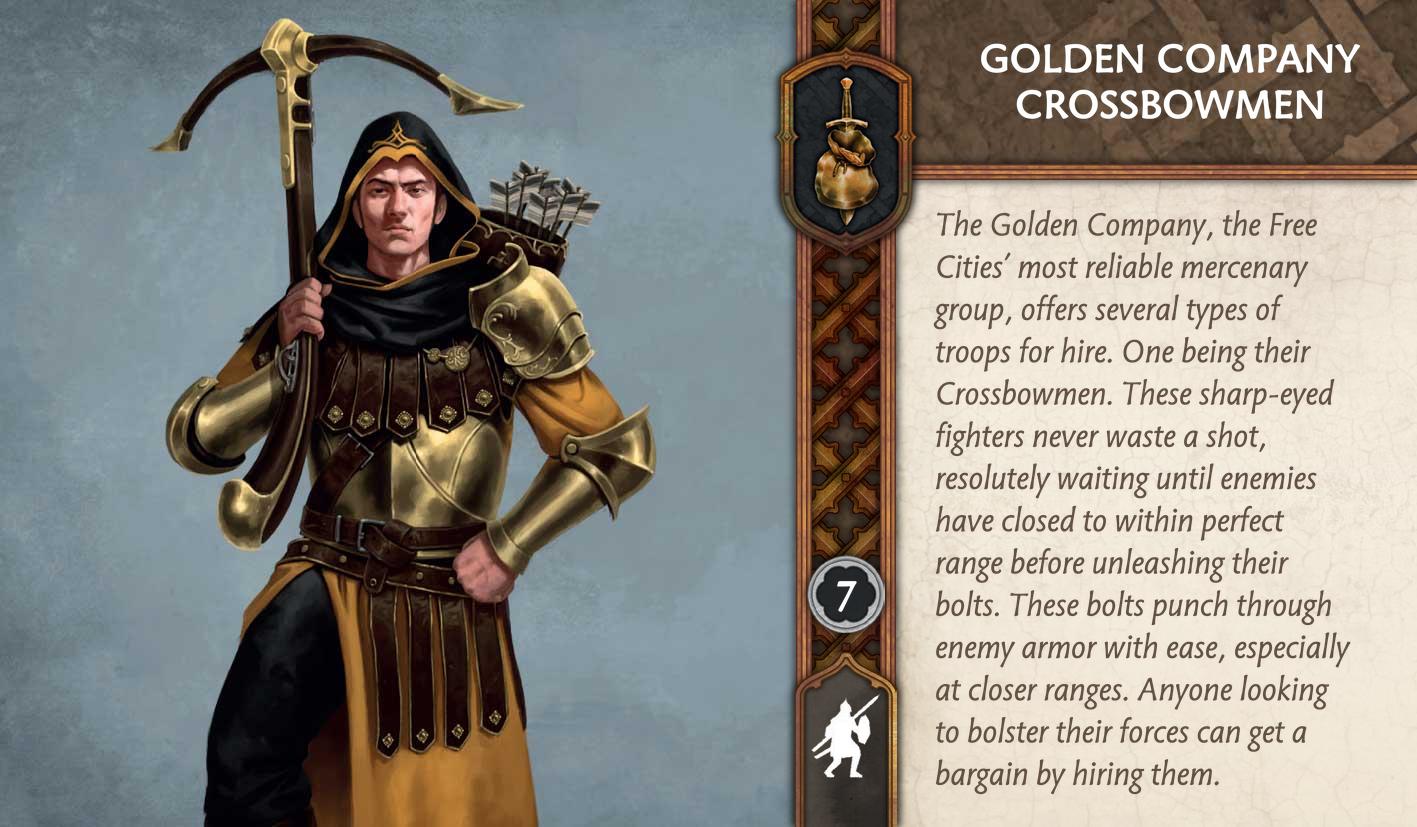 GOLDEN COMPANY
CROSSBOWMEN
The Golden Company, the Free
Cities’ most reliable mercenary
group, offers several types of
troops for hire. One being their
Crossbowmen. These sharp-eyed
fighters never waste a shot,
resolutely waiting until enemies
have closed to within perfect
range before unleashing their
bolts. These bolts punch through
enemy armor with ease, especially
at closer ranges. Anyone looking
to bolster their forces can get a
bargain by hiring them.
7